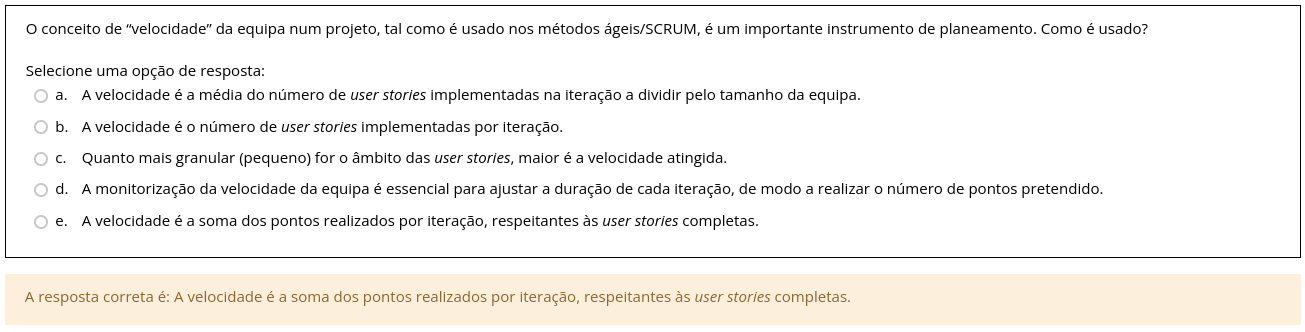 O conceito de “velocidade” da equipa num projeto, tal como é usado nos métodos ágeis/SCRUM, é um importante instrumento de planeamento. Como é usado?
Selecione uma opção de resposta:
a. A velocidade é a média do número de user stories implementadas na iteração a dividir pelo tamanho da equipa.
b. A velocidade é o número de user stories implementadas por iteração.
c. Quanto mais granular (pequeno) for o âmbito das user stories, maior é a velocidade atingida.
d. A monitorização da velocidade da equipa é essencial para ajustar a duração de cada iteração, de modo a realizar o número de pontos pretendido.
e. A velocidade é a soma dos pontos realizados por iteração, respeitantes às user stories completas.
A resposta correta é: A velocidade é a soma dos pontos realizados por iteração, respeitantes às user stories completas.